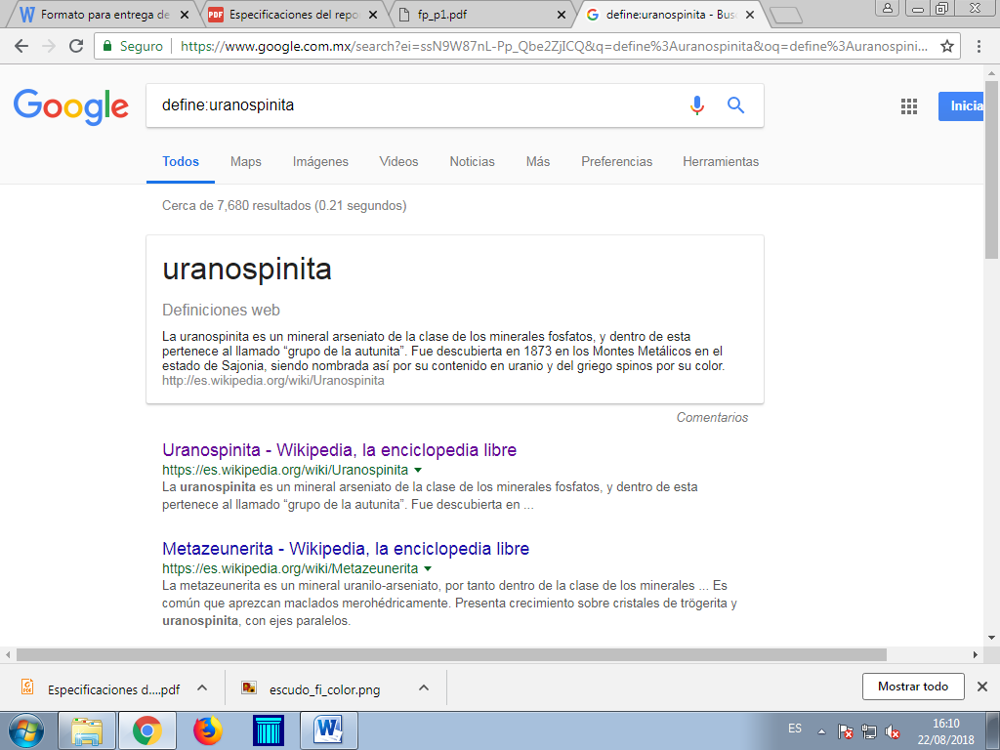 Formato para entrega de
Especificaciones del repo
fp_p1.pdf
define:uranospinita - Bus
Seguro
https://www.google.com.mx/search?ei=ssN9W87nL-Pp_Qbe2ZjICQ&q=define%3Auranospinita&oq=define%3Auranospini...
Google
define:uranospinita
Inicia
Todos Maps Imágenes Videos Noticias Más Preferencias Herramientas
Cerca de 7,680 resultados (0.21 segundos)
uranospinita
Definiciones web
La uranospinita es un mineral arseniato de la clase de los minerales fosfatos, y dentro de esta
pertenece al llamado “grupo de la autunita”. Fue descubierta en 1873 en los Montes Metálicos en el
estado de Sajonia, siendo nombrada así por su contenido en uranio y del griego spinos por su color.
http://es.wikipedia.org/wiki/Uranospinita
Comentarios
Uranospinita - Wikipedia, la enciclopedia libre
https://es.wikipedia.org/wiki/Uranospinita
La uranospinita es un mineral arseniato de la clase de los minerales fosfatos, y dentro de esta
pertenece al llamado “grupo de la autunita”. Fue descubierta en ...
Metazeunerita - Wikipedia, la enciclopedia libre
https://es.wikipedia.org/wiki/Metazeunerita
La metazeunerita es un mineral uranilo-arseniato, por tanto dentro de la clase de los minerales ... Es
común que aprezcan maclados merohédricamente. Presenta crecimiento sobre cristales de trögerita y
uranospinita, con ejes paralelos.
Especificaciones d....pdf
escudo_fi_color.png
Mostrar todo
ES
16:10
22/08/2018